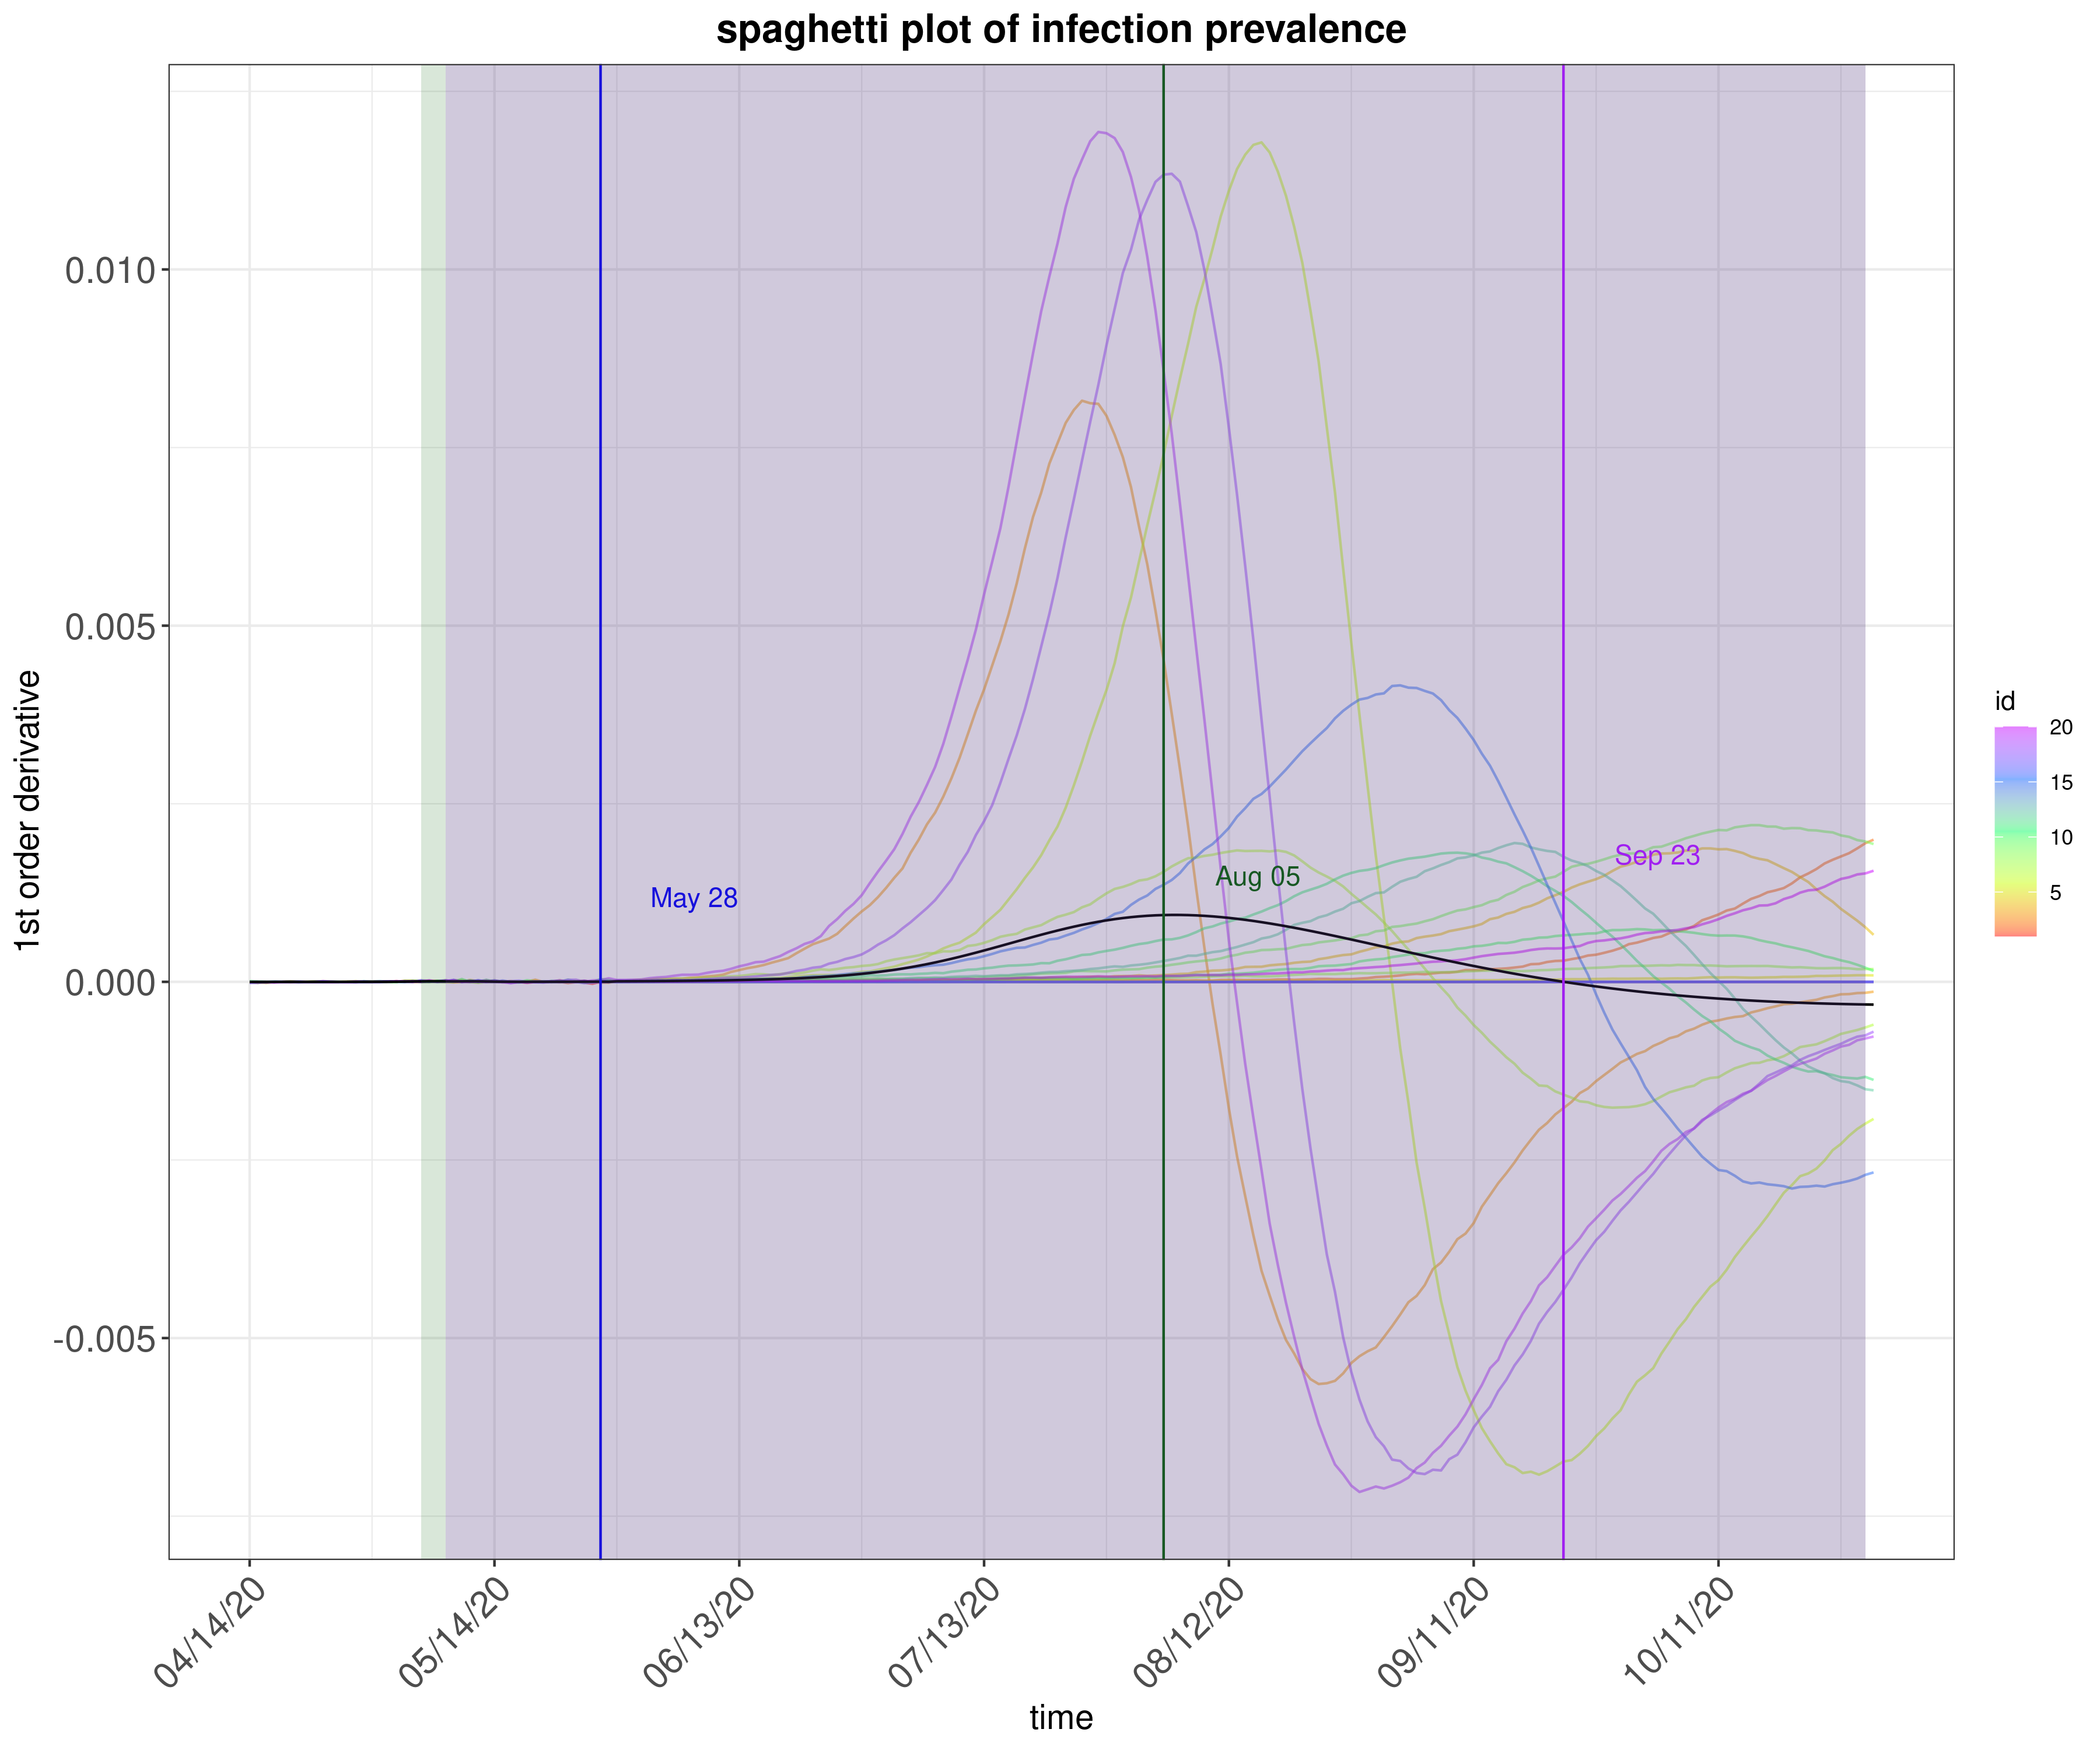 spaghetti plot of infection prevalence
1st order derivative
0.010
0.005
0.000
-0.005
May 28
Aug 05
Sep 23
id
20
15
10
5
04/14/20
05/14/20
06/13/20
07/13/20
08/12/20
09/11/20
10/11/20
time